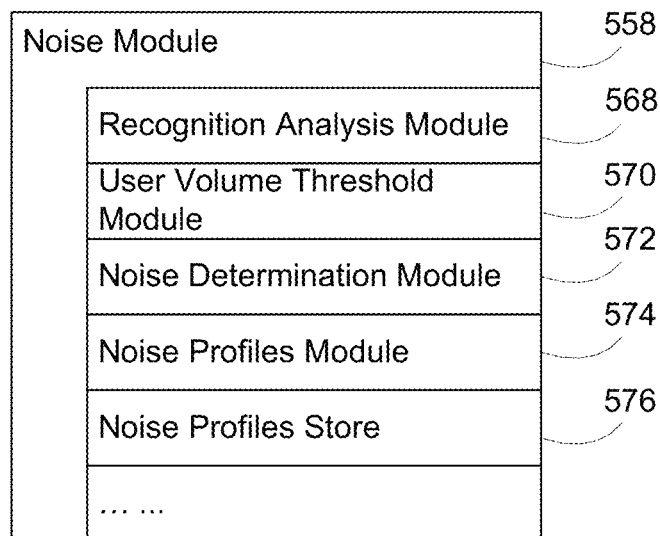 Noise Module
558
Recognition Analysis Module
568
User Volume Threshold
Module
570
Noise Determination Module
572
Noise Profiles Module
574
Noise Profiles Store
576
... ...